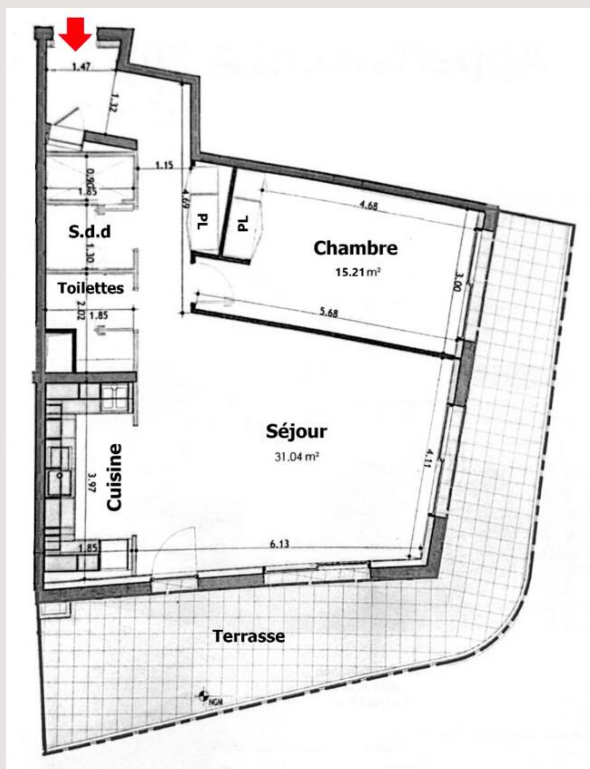 1.47
1.32
1.15
0.90
1.85
4.69
PL
PL
4.68
S.d.d
1.30
Chambre
15.21 m²
3.00
Toilettes
2.02
1.85
5.68
Séjour
31.04 m²
4.11
Cuisine
3.97
1.85
6.13
Terrasse
NGM